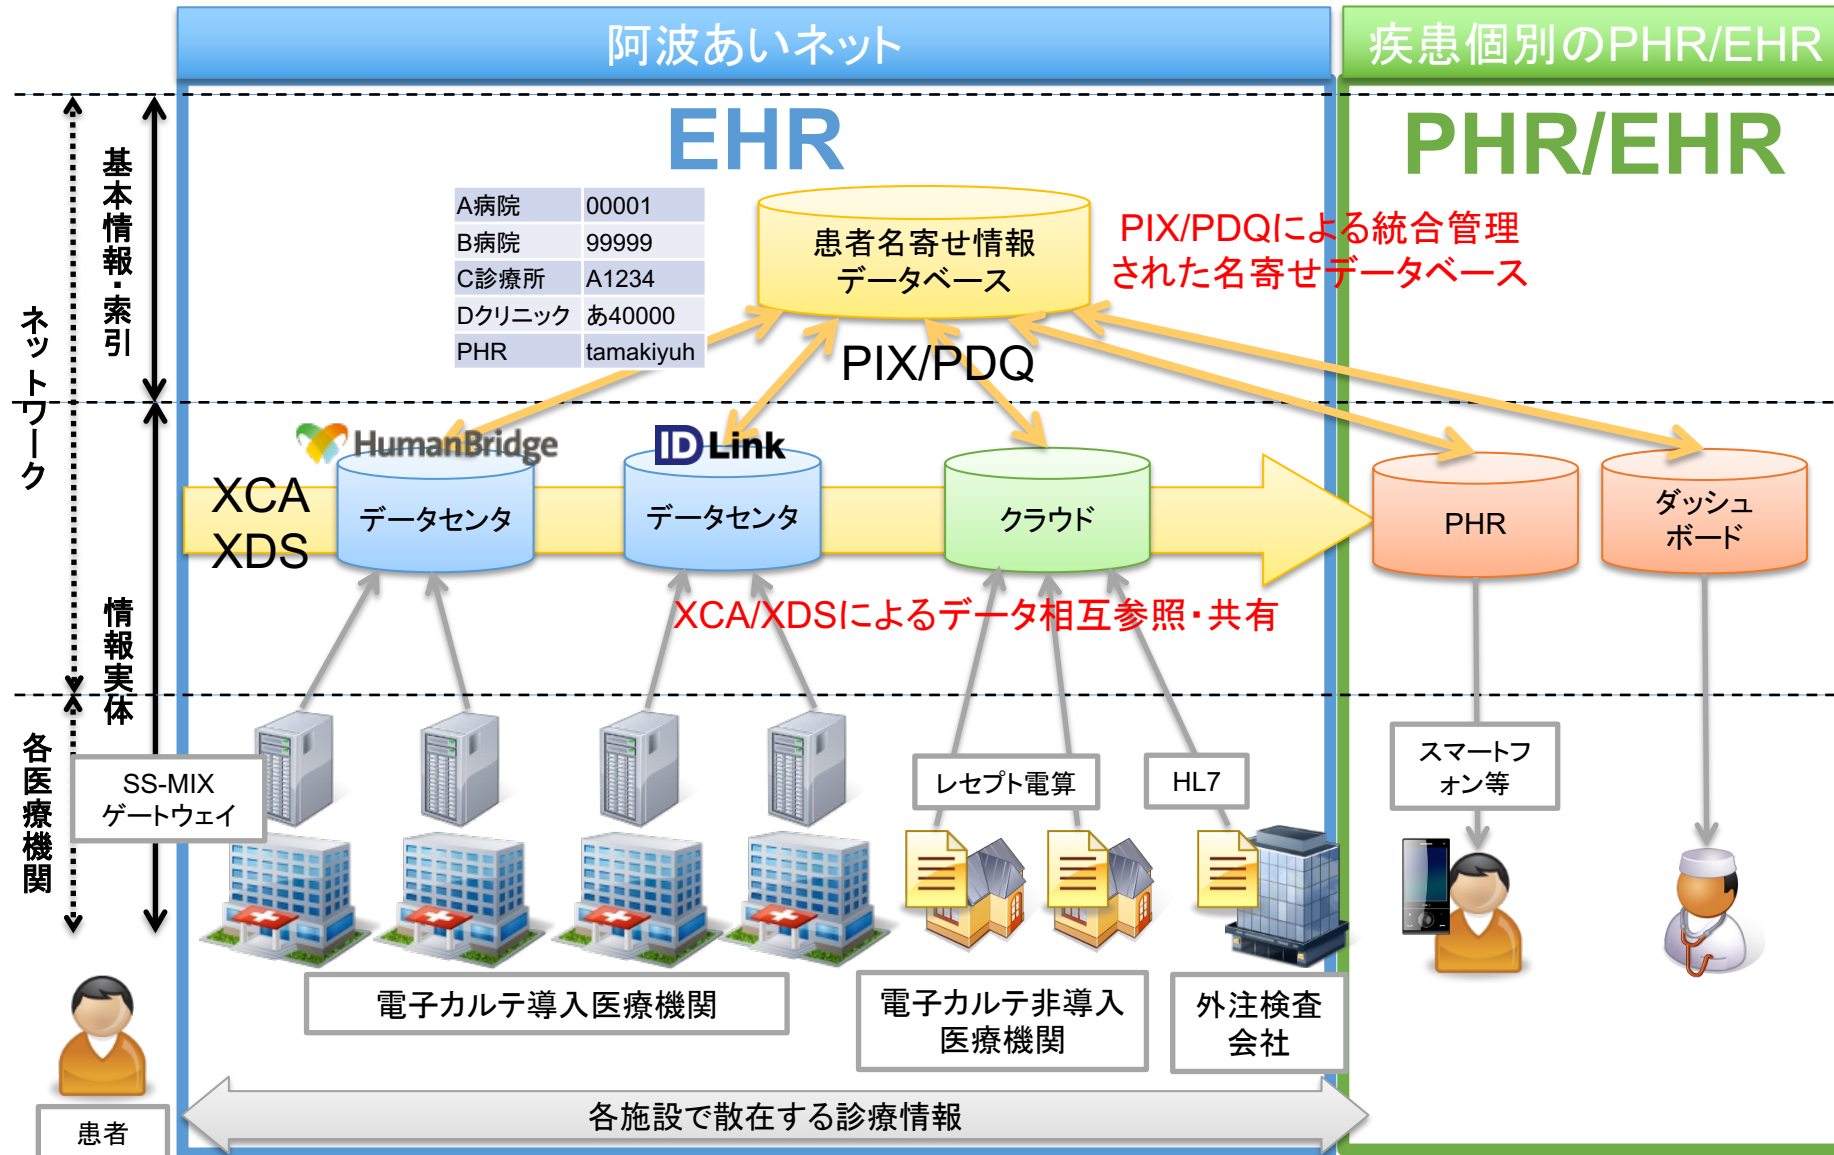 阿波あいネット
疾患個別のPHR/EHR
EHR
PHR/EHR
基本情報・索引
ネットワーク
A病院 00001
B病院 99999
C診療所 A1234
Dクリニック あ40000
PHR tamakiyuh
患者名寄せ情報
データベース
PIX/PDQによる統合管理
された名寄せデータベース
PIX/PDQ
HumanBridge
ID Link
XCA
XDS
データセンタ
データセンタ
クラウド
PHR
ダッシュ
ボード
XCA/XDSによるデータ相互参照・共有
情報実体
各医療機関
SS-MIX
ゲートウェイ
レセプト電算
HL7
スマートフ
ォン等
電子カルテ導入医療機関
電子カルテ非導入
医療機関
外注検査
会社
各施設で散在する診療情報
患者